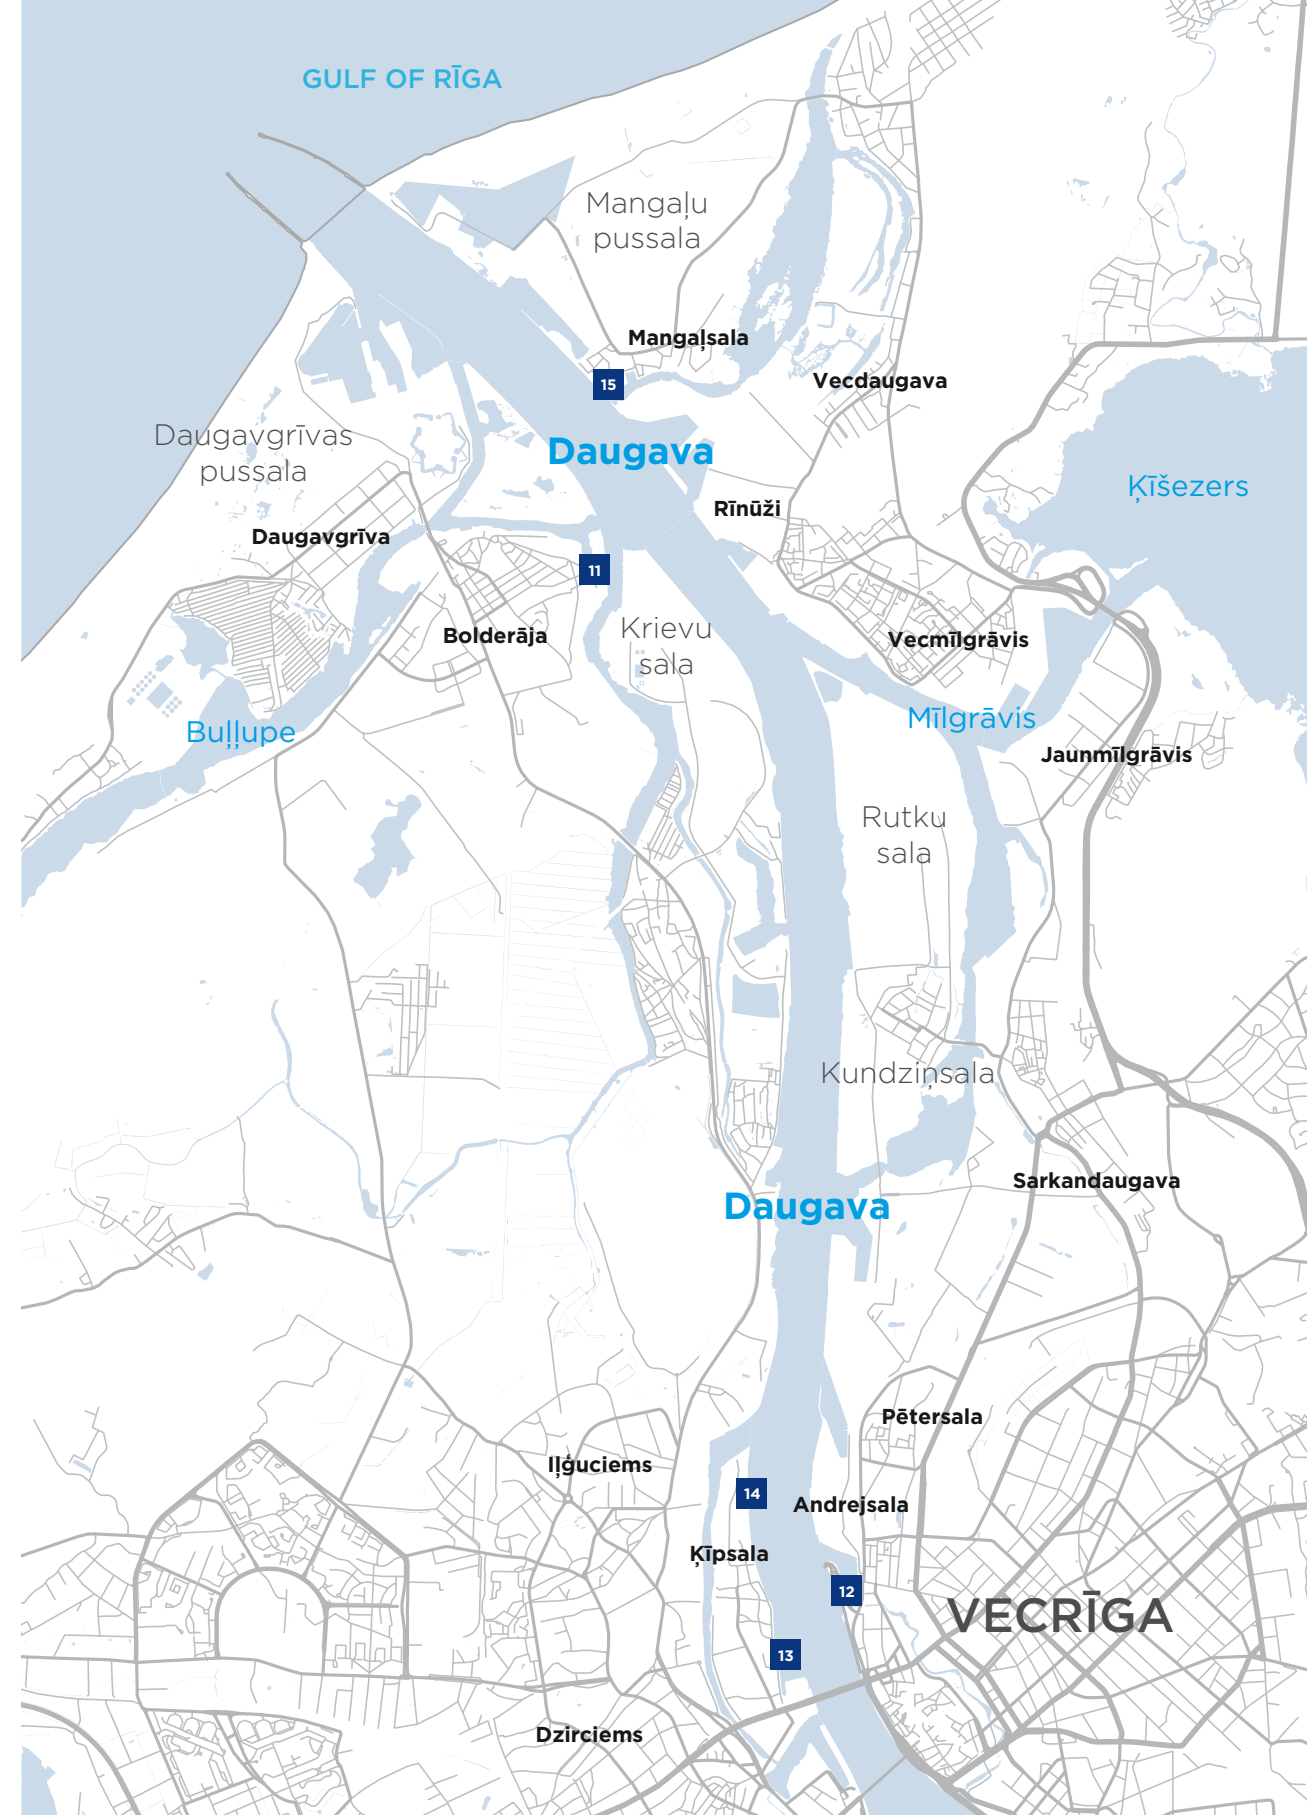 GULF OF RĪGA
Mangaļu
pussala
Mangaļsala
15
Vecdaugava
Daugavgrīvas
pussala
Daugava
Ķīšezers
Rīnūži
Daugavgrīva
11
Bolderāja
Krievu
sala
Vecmīlgrāvis
Buļļupe
Mīlgrāvis
Jaunmīlgrāvis
Rutku
sala
Kundziņsala
Sarkandaugava
Daugava
Pētersala
Iļģuciems
14
Andrejsala
Ķīpsala
12
VECRĪGA
13
Dzirciems